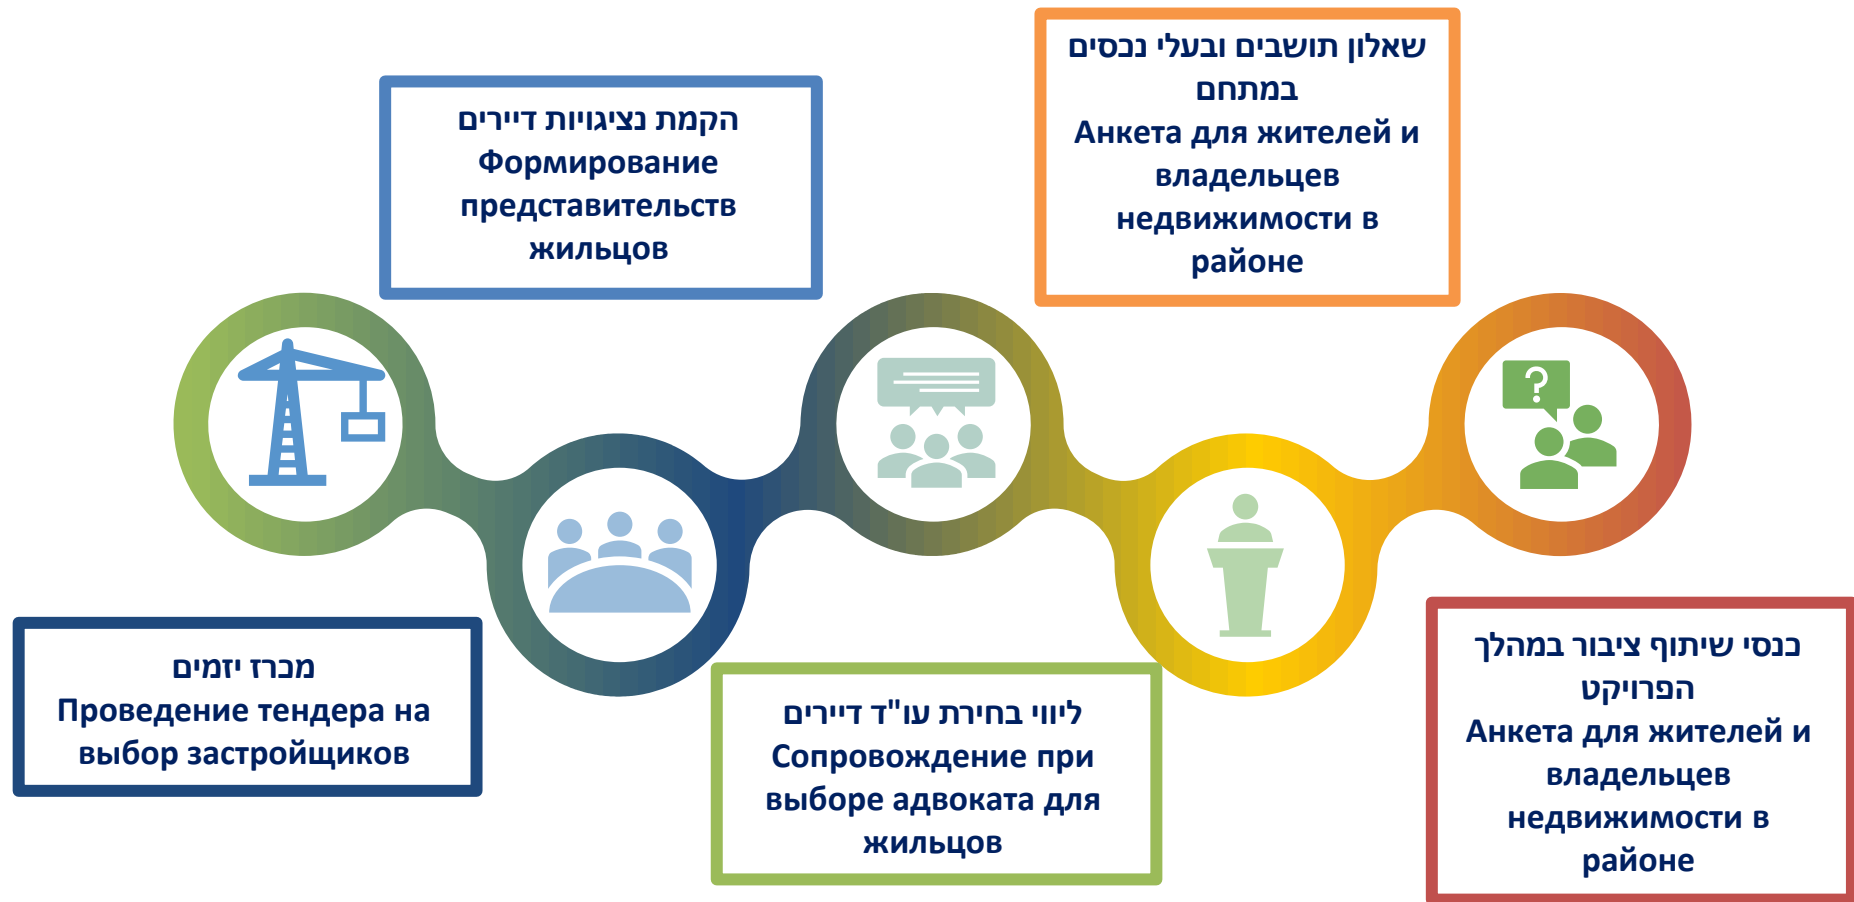 שאלון תושבים ובעלי נכסים
במתחם
Анкета для жителей и
владельцев
недвижимости в
районе
הקמת נציגויות דיירים
Формирование
представительств
жильцов
כנסי שיתוף ציבור במהלך
הפרויקט
Анкета для жителей и
владельцев
недвижимости в
районе
ליווי בחירת עו"ד דיירים
Сопровождение при
выборе адвоката для
жильцов
מכרז יזמים
Проведение тендера на
выбор застройщиков
?